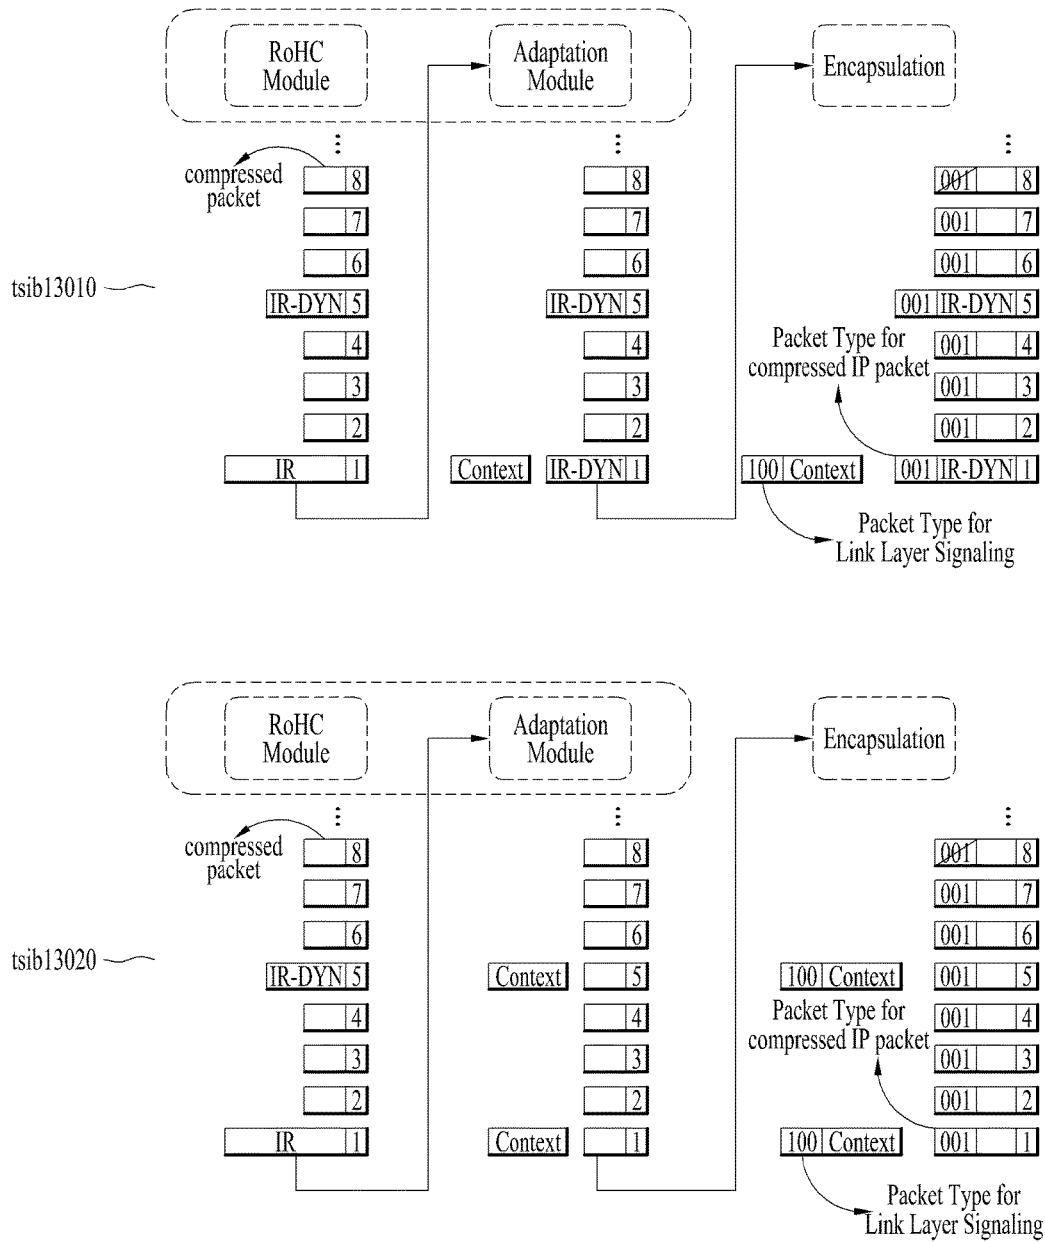 RoHC
Module
Adaptation
Module
Encapsulation
compressed
packet
8
8
001 8
7
7
001 7
6
6
001 6
tsib13010
IR-DYN 5
IR-DYN 5
001 IR-DYN 5
4
4
Packet Type for
compressed IP packet
001 4
3
3
001 3
2
2
001 2
IR 1
Context
IR-DYN 1
100 Context
001 IR-DYN 1
Packet Type for
Link Layer Signaling
RoHC
Module
Adaptation
Module
Encapsulation
compressed
packet
8
8
001 8
7
7
001 7
6
6
001 6
tsib13020
IR-DYN 5
Context
5
100 Context
001 5
4
4
Packet Type for
compressed IP packet
001 4
3
3
001 3
2
2
001 2
IR 1
Context
1
100 Context
001 1
Packet Type for
Link Layer Signaling